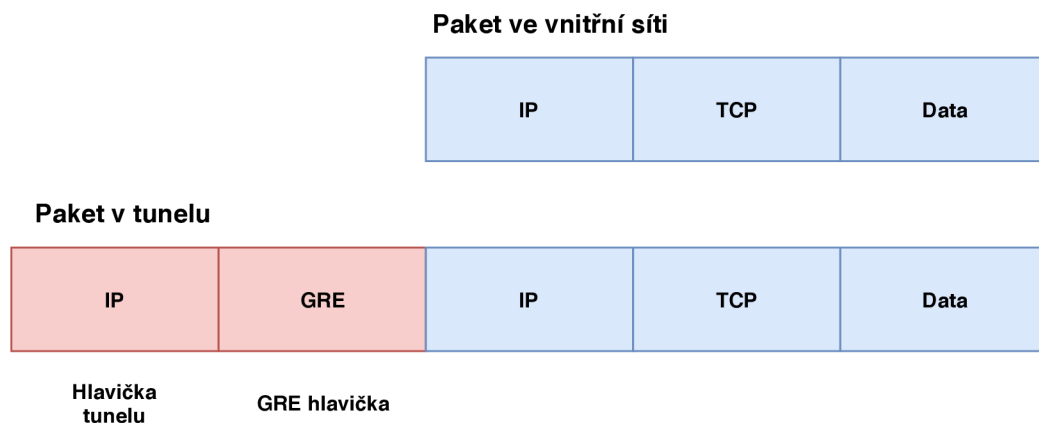 Paket ve vnitřní síti
IP
TCP
Data
Paket v tunelu
IP
GRE
IP
TCP
Data
Hlavička
tunelu
GRE hlavička